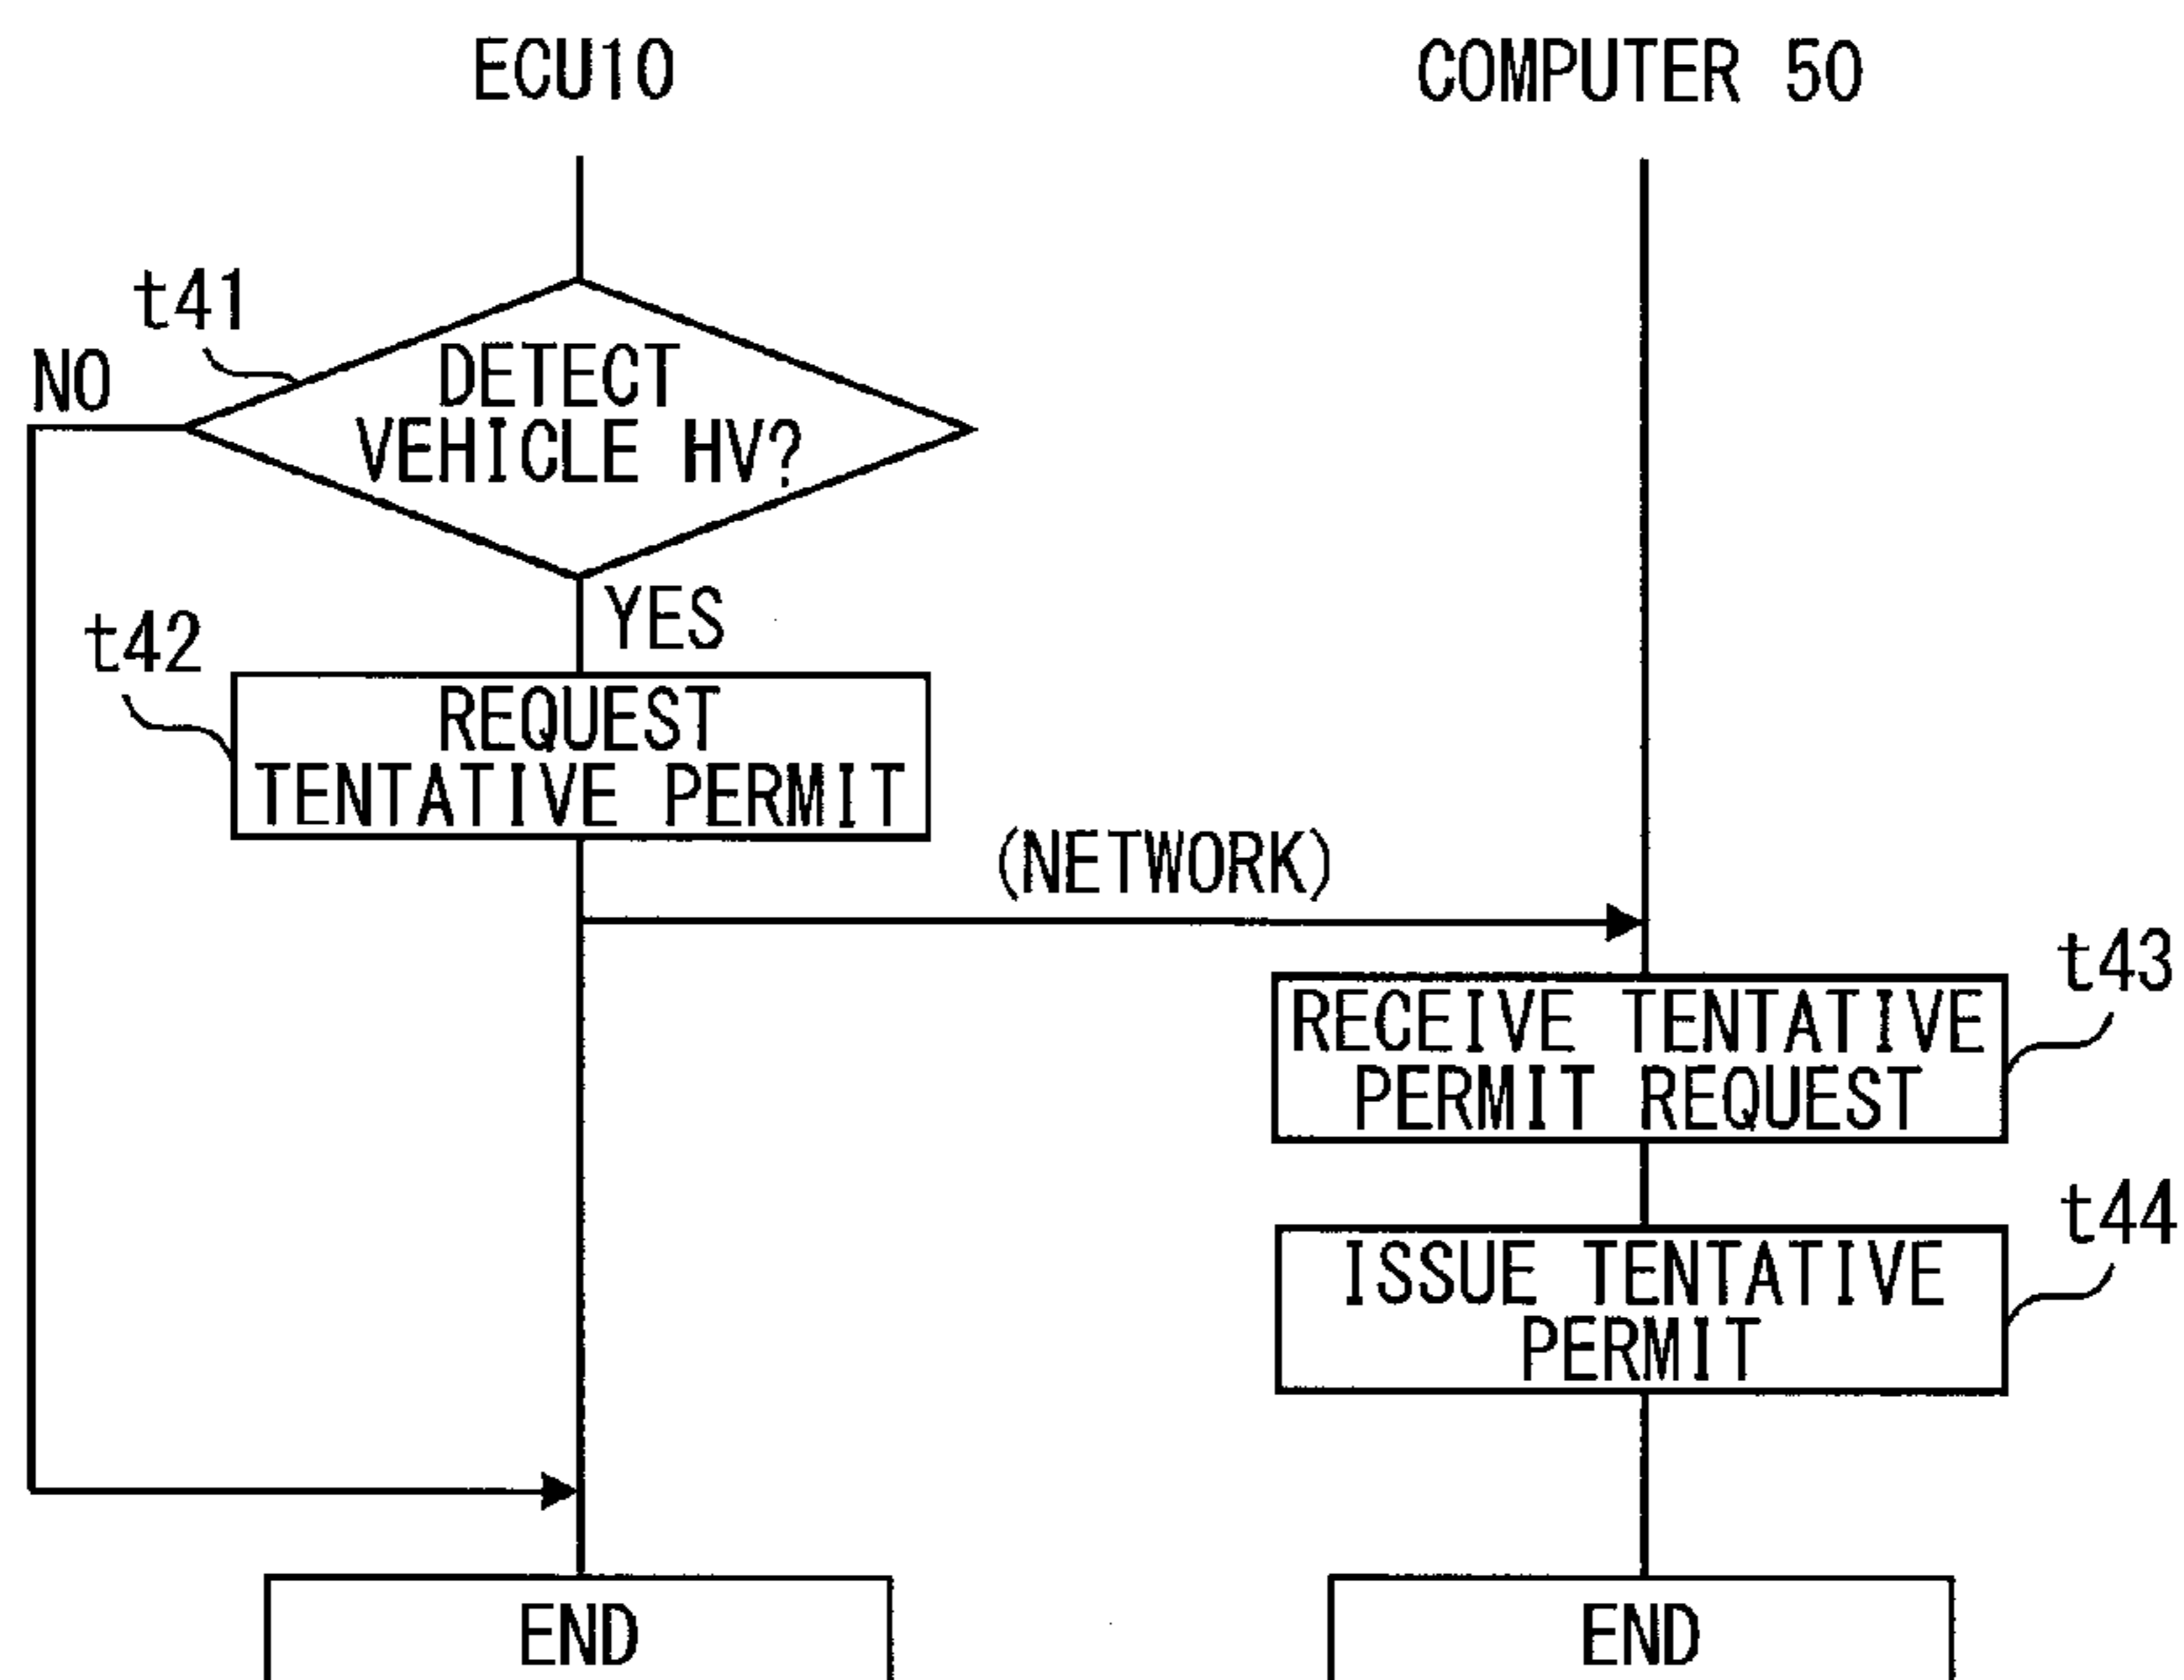 ECU10
COMPUTER 50
t41
NO
DETECT
VEHICLE HV?
YES
t42
REQUEST
TENTATIVE PERMIT
(NETWORK)
t43
RECEIVE TENTATIVE
PERMIT REQUEST
t44
ISSUE TENTATIVE
PERMIT
END
END